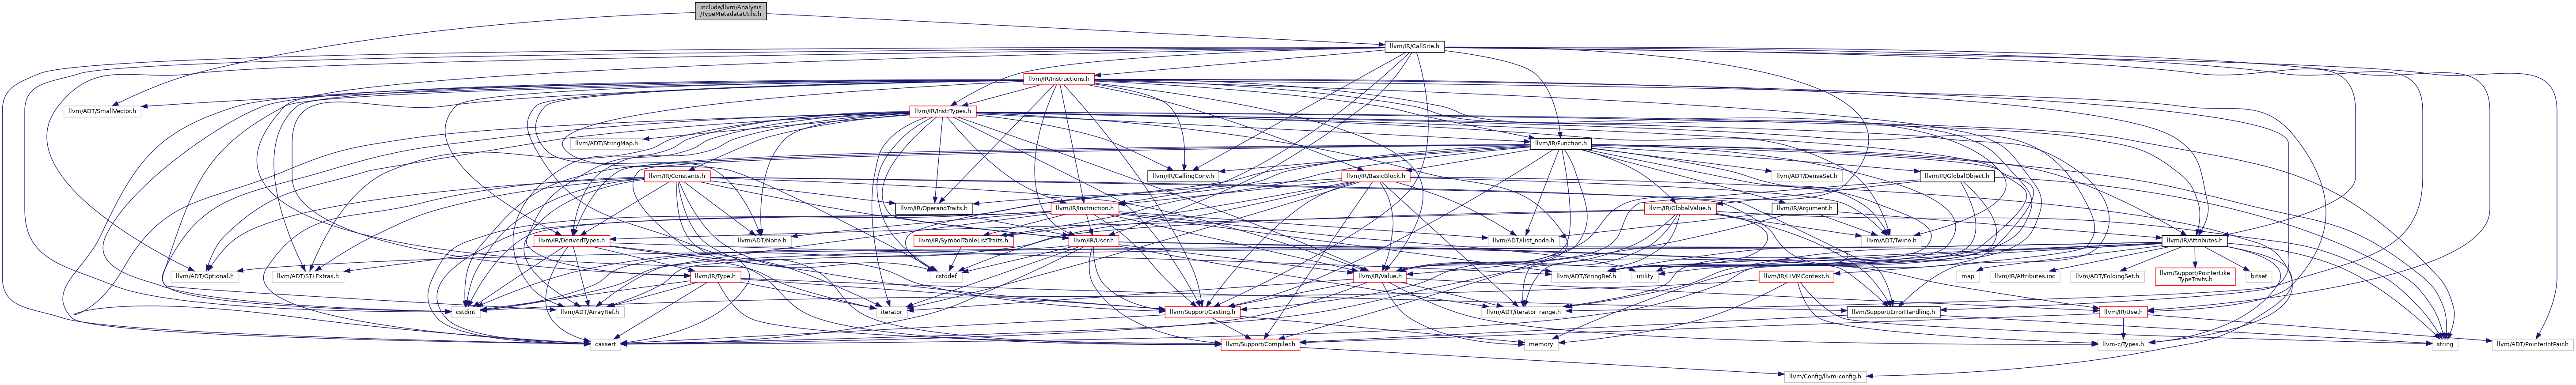 include/llvm/Analysis
/TypeMetadataUtils.h
llvm/IR/CallSite.h
llvm/IR/Instructions.h
llvm/ADT/SmallVector.h
llvm/IR/InstrTypes.h
llvm/ADT/StringMap.h
llvm/IR/Function.h
llvm/IR/Constants.h
llvm/IR/CallingConv.h
llvm/IR/BasicBlock.h
llvm/ADT/DenseSet.h
llvm/IR/GlobalObject.h
llvm/IR/OperandTraits.h
llvm/IR/Instruction.h
llvm/IR/GlobalValue.h
llvm/IR/Argument.h
llvm/IR/DerivedTypes.h
llvm/ADT/None.h
llvm/IR/SymbolTableListTraits.h
llvm/IR/User.h
llvm/ADT/ilist_node.h
llvm/ADT/Twine.h
llvm/IR/Attributes.h
llvm/ADT/Optional.h
llvm/ADT/STLExtras.h
llvm/IR/Type.h
cstddef
llvm/IR/Value.h
llvm/ADT/StringRef.h
utility
llvm/IR/LLVMContext.h
map
llvm/IR/Attributes.inc
llvm/ADT/FoldingSet.h
llvm/Support/PointerLike
TypeTraits.h
bitset
cstdint
llvm/ADT/ArrayRef.h
iterator
llvm/Support/Casting.h
llvm/ADT/iterator_range.h
llvm/Support/ErrorHandling.h
llvm/IR/Use.h
cassert
llvm/Support/Compiler.h
memory
llvm-c/Types.h
string
llvm/ADT/PointerIntPair.h
llvm/Config/llvm-config.h